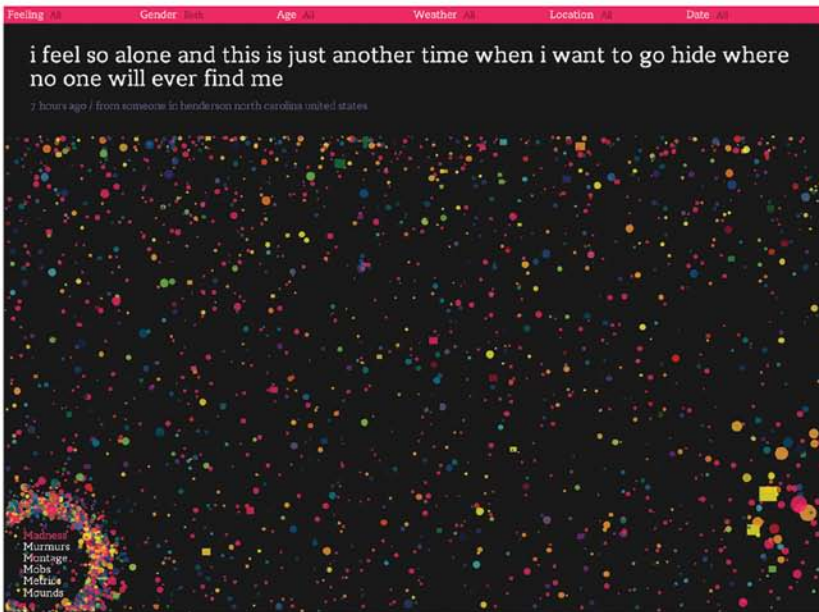 Feeling All Gender Both Age All Weather All Location All Date All
i feel so alone and this is just another time when i want to go hide where
no one will ever find me
7 hours ago / from someone in henderson north carolina united states
Madness
Murmurs
Montage
Mobs
Metrics
Mounds